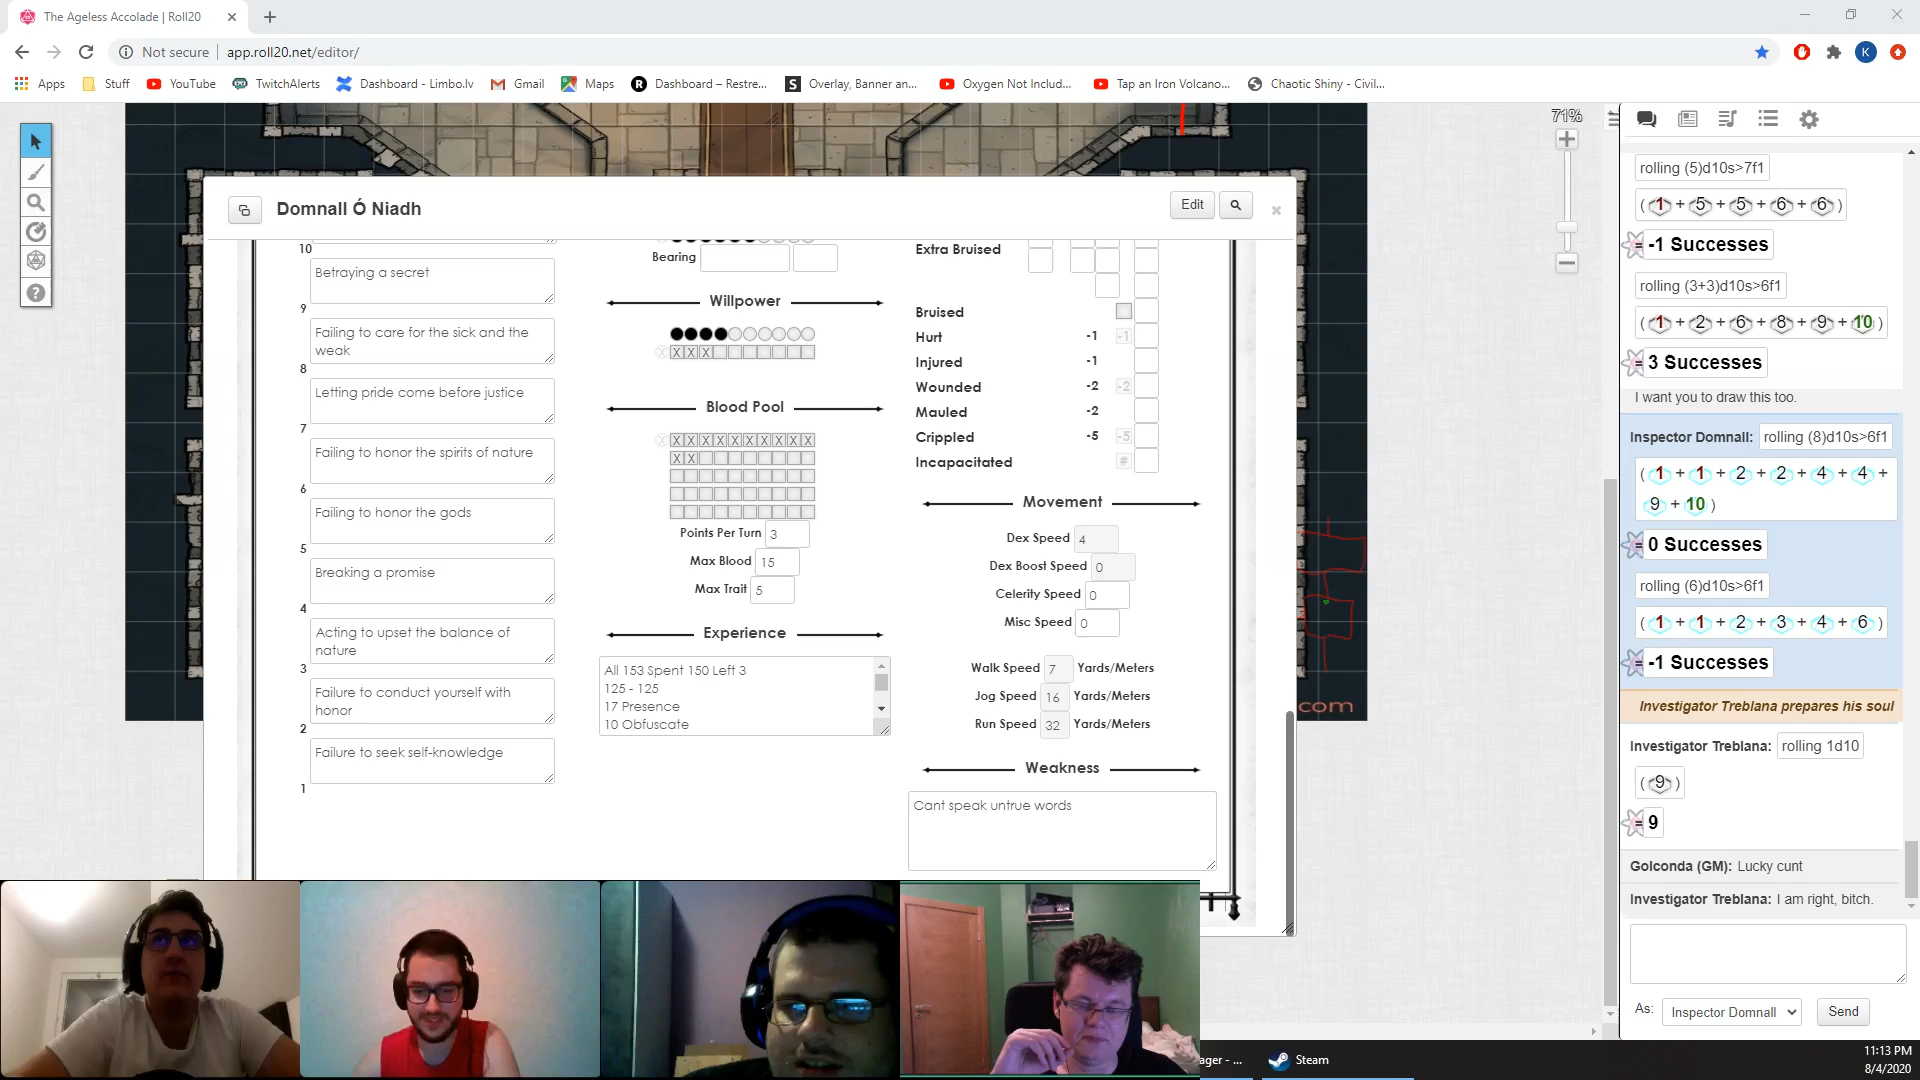 The Ageless Accolade | Roll20
Not secure app.roll20.net/editor/
K
Apps Stuff YouTube TwitchAlerts Dashboard - Limbo.lv Gmail Maps Dashboard – Restre... Overlay, Banner an... Oxygen Not Includ... Tap an Iron Volcano... Chaotic Shiny - Civil...
71%
Domnall Ó Niadh
Edit
10
Betraying a secret
9
Failing to care for the sick and the
weak
8
Letting pride come before justice
7
Failing to honor the spirits of nature
6
Failing to honor the gods
5
Breaking a promise
4
Acting to upset the balance of
nature
3
Failure to conduct yourself with
honor
2
Failure to seek self-knowledge
1
Bearing
Willpower
X X X X
Blood Pool
X X X X X X X X X X X
X X
Points Per Turn 3
Max Blood 15
Max Trait 5
Experience
All 153 Spent 150 Left 3
125 - 125
17 Presence
10 Obfuscate
Extra Bruised
Bruised
Hurt -1 -1
Injured -1
Wounded -2 -2
Mauled -2
Crippled -5 -5
Incapacitated #
Movement
Dex Speed 4
Dex Boost Speed 0
Celerity Speed 0
Misc Speed 0
Walk Speed 7 Yards/Meters
Jog Speed 16 Yards/Meters
Run Speed 32 Yards/Meters
Weakness
Cant speak untrue words
com
rolling (5)d10s>7f1
(1+5+5+6+6)
= -1 Successes
rolling (3+3)d10s>6f1
(1+2+6+8+9+10)
= 3 Successes
I want you to draw this too.
Inspector Domnall: rolling (8)d10s>6f1
(1+1+2+2+4+4+
9+10)
= 0 Successes
rolling (6)d10s>6f1
(1+1+2+3+4+6)
= -1 Successes
Investigator Treblana prepares his soul
Investigator Treblana: rolling 1d10
(9)
= 9
Golconda (GM): Lucky cunt
Investigator Treblana: I am right, bitch.
As: Inspector Domnall Send
ager - ... Steam
11:13 PM
8/4/2020